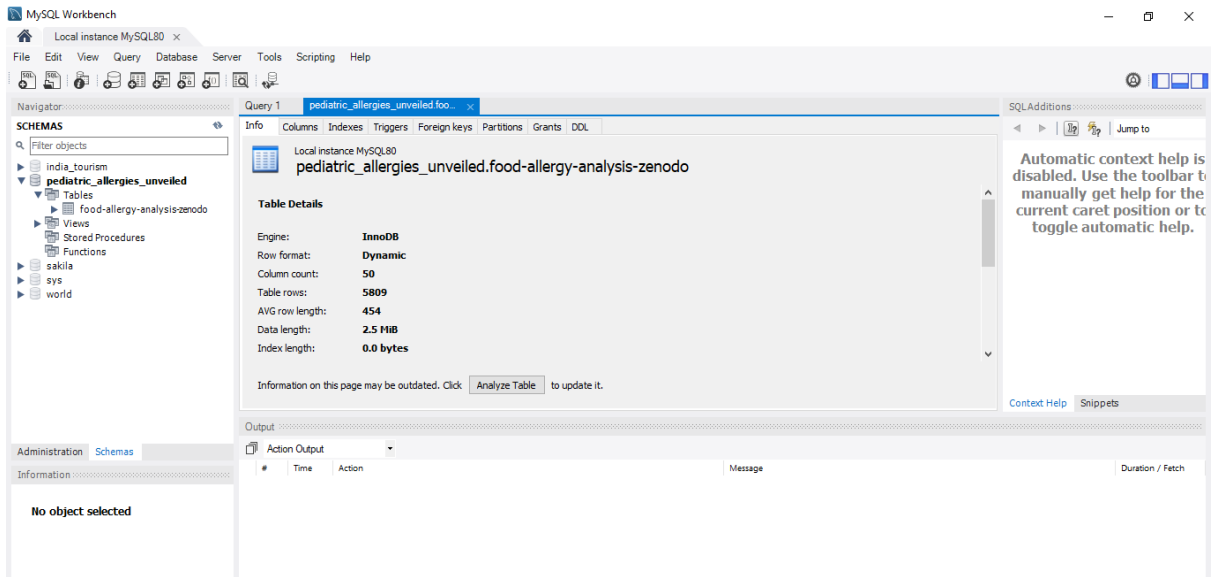 MySQL Workbench
Local instance MySQL80 ×
File Edit View Query Database Server Tools Scripting Help
Navigator
SCHEMAS
Filter objects
india_tourism
pediatric_allergies_unveiled
Tables
food-allergy-analysis-zenodo
Views
Stored Procedures
Functions
sakila
sys
world
Administration Schemas
Information
No object selected
Query 1 pediatric_allergies_unveiled.foo... ×
Info Columns Indexes Triggers Foreign keys Partitions Grants DDL
Local instance MySQL80
pediatric_allergies_unveiled.food-allergy-analysis-zenodo
Table Details
Engine: InnoDB
Row format: Dynamic
Column count: 50
Table rows: 5809
AVG row length: 454
Data length: 2.5 MiB
Index length: 0.0 bytes
Information on this page may be outdated. Click Analyze Table to update it.
Output
Action Output
# Time Action Message Duration / Fetch
SQLAdditions
Jump to
Automatic context help is
disabled. Use the toolbar t
manually get help for the
current caret position or to
toggle automatic help.
Context Help Snippets